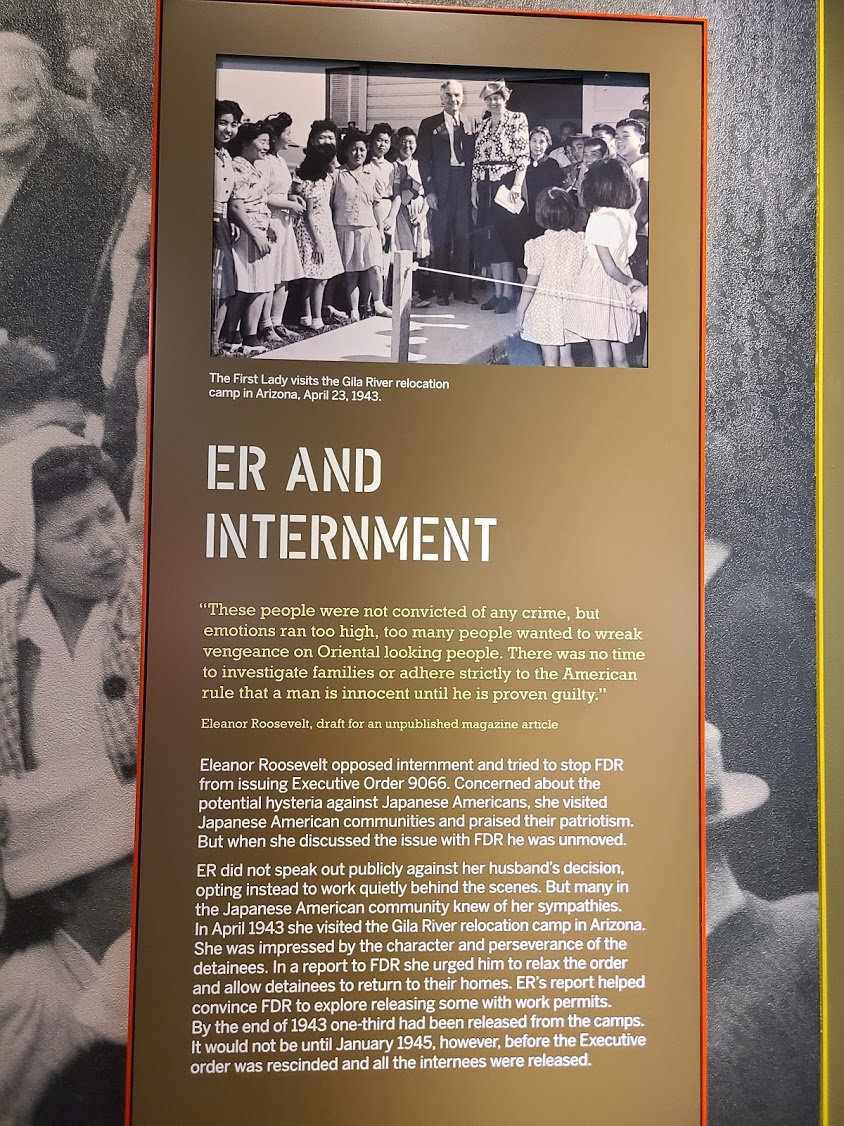 The First Lady visits the Gila River relocation
camp in Arizona, April 23, 1943.
ER AND
INTERNMENT
“These people were not convicted of any crime, but
emotions ran too high, too many people wanted to wreak
vengeance on Oriental looking people. There was no time
to investigate families or adhere strictly to the American
rule that a man is innocent until he is proven guilty.”
Eleanor Roosevelt, draft for an unpublished magazine article
Eleanor Roosevelt opposed internment and tried to stop FDR
from issuing Executive Order 9066. Concerned about the
potential hysteria against Japanese Americans, she visited
Japanese American communities and praised their patriotism.
But when she discussed the issue with FDR he was unmoved.
ER did not speak out publicly against her husband’s decision,
opting instead to work quietly behind the scenes. But many in
the Japanese American community knew of her sympathies.
In April 1943 she visited the Gila River relocation camp in Arizona.
She was impressed by the character and perseverance of the
detainees. In a report to FDR she urged him to relax the order
and allow detainees to return to their homes. ER’s report helped
convince FDR to explore releasing some with work permits.
By the end of 1943 one-third had been released from the camps.
It would not be until January 1945, however, before the Executive
order was rescinded and all the internees were released.